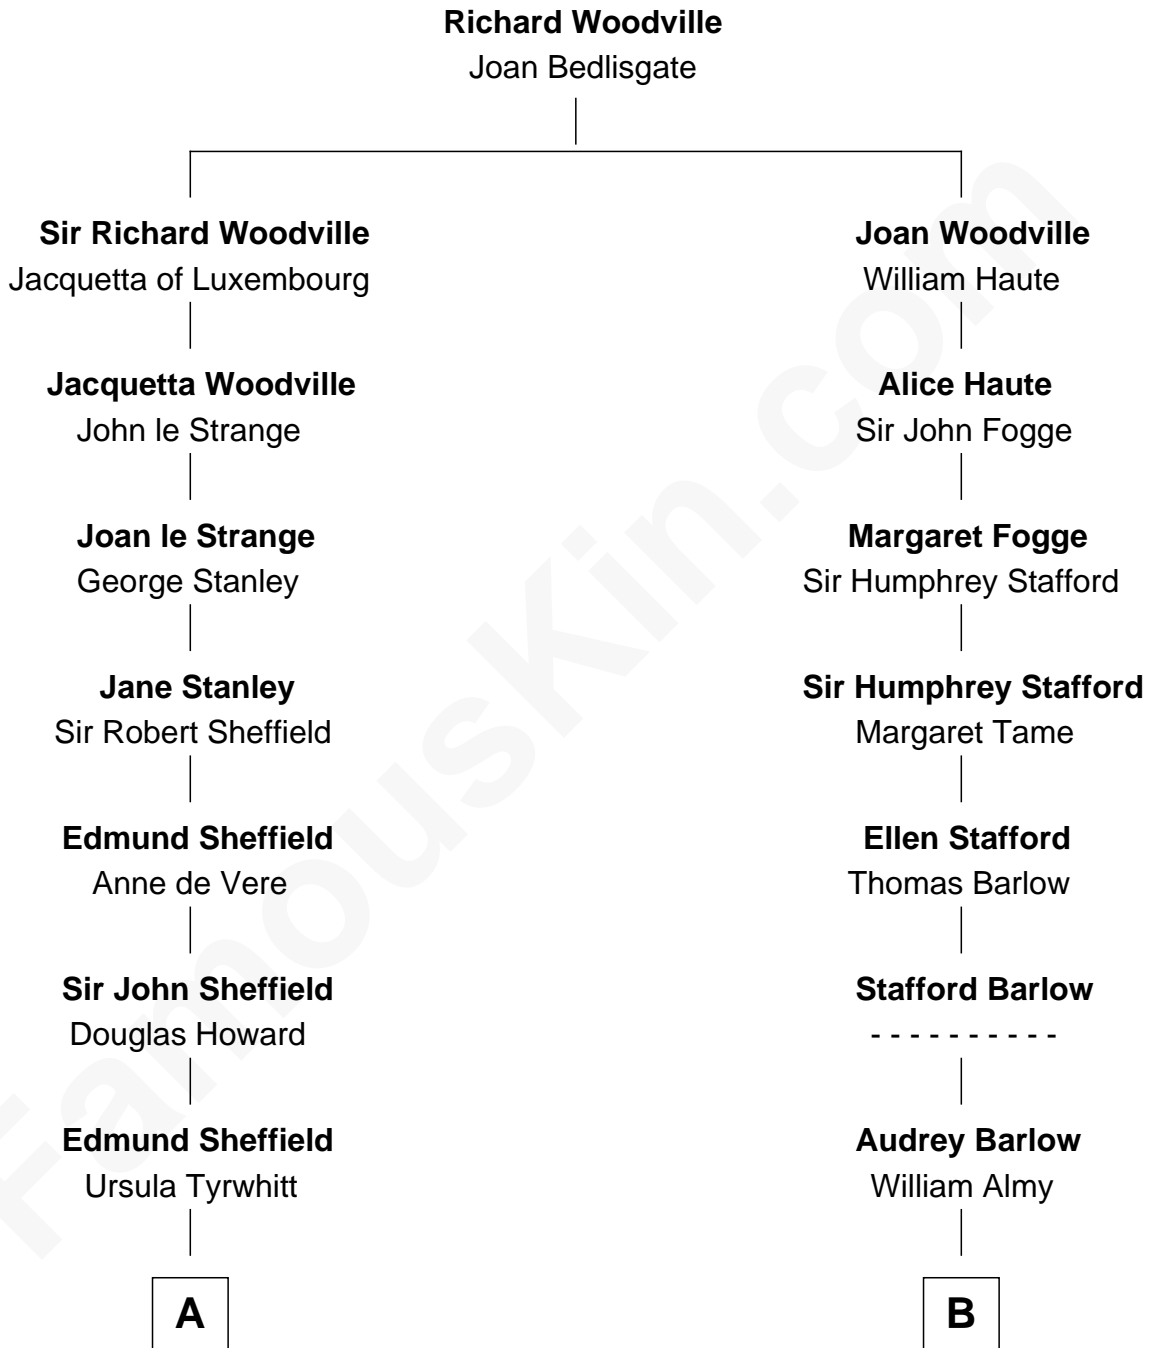 Richard Woodville
Joan Bedlisgate
Sir Richard Woodville
Jacquetta of Luxembourg
Jacquetta Woodville
John le Strange
Joan le Strange
George Stanley
Jane Stanley
Sir Robert Sheffield
Edmund Sheffield
Anne de Vere
Sir John Sheffield
Douglas Howard
Edmund Sheffield
Ursula Tyrwhitt
A
Joan Woodville
William Haute
Alice Haute
Sir John Fogge
Margaret Fogge
Sir Humphrey Stafford
Sir Humphrey Stafford
Margaret Tame
Ellen Stafford
Thomas Barlow
Stafford Barlow
- - - - - - - - - -
Audrey Barlow
William Almy
B
FamousKin.com